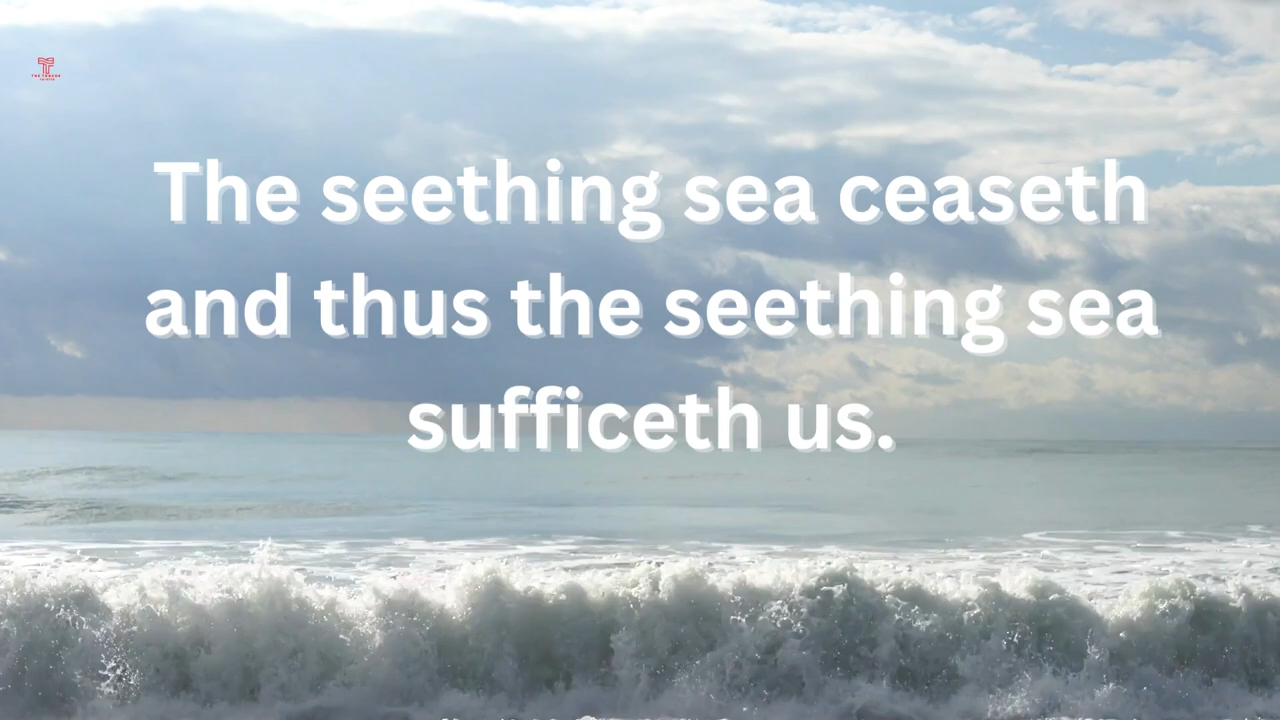 The seething sea ceaseth
and thus the seething sea
sufficeth us.